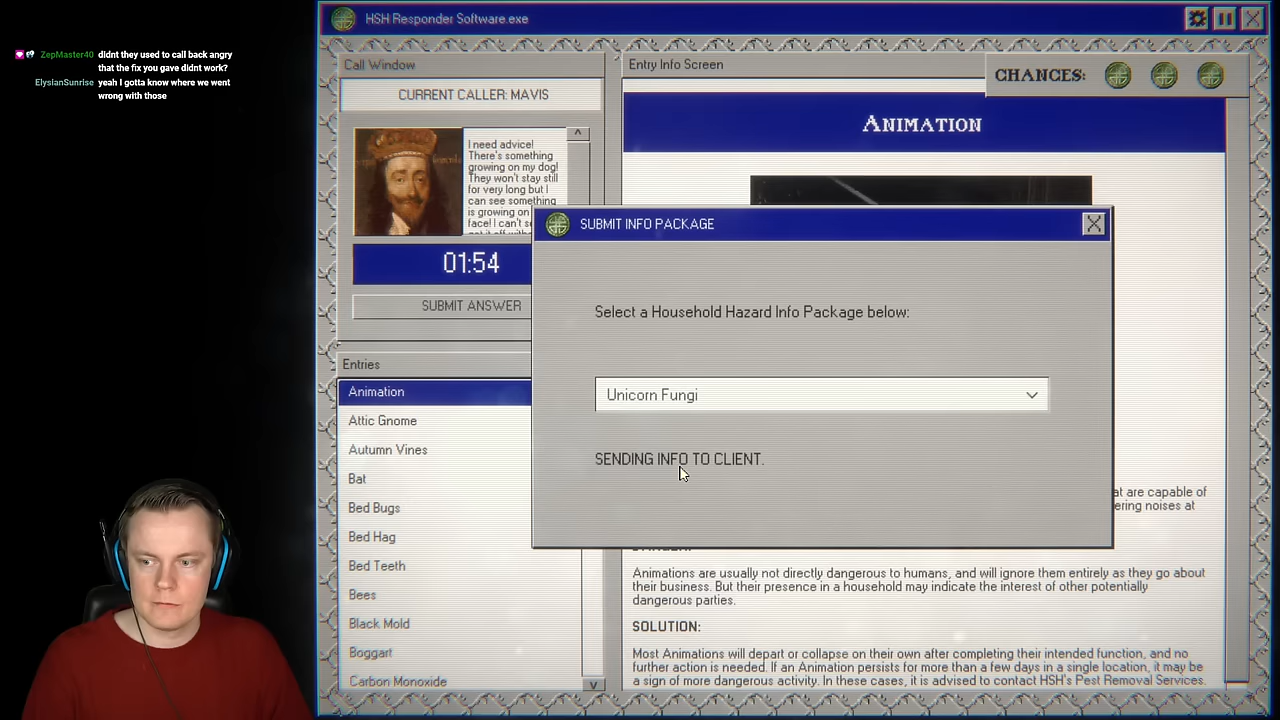 ZepMaster40 didnt they used to call back angry
that the fix you gave didnt work?
ElysianSunrise yeah I gotta know where we went
wrong with those
HSH Responder Software.exe
Call Window
CURRENT CALLER: MAVIS
I need advice!
There's something
growing on my dog!
They won't stay still
for very long but I
can see something
is growing on
face! I can't
01:54
SUBMIT ANSWER
Entries
Animation
Attic Gnome
Autumn Vines
Bat
Bed Bugs
Bed Hag
Bed Teeth
Bees
Black Mold
Boggart
Carbon Monoxide
Entry Info Screen
CHANCES:
ANIMATION
SUBMIT INFO PACKAGE
Select a Household Hazard Info Package below:
Unicorn Fungi
SENDING INFO TO CLIENT.
at are capable of
ering noises at
Animations are usually not directly dangerous to humans, and will ignore them entirely as they go about
their business. But their presence in a household may indicate the interest of other potentially
dangerous parties.
SOLUTION:
Most Animations will depart or collapse on their own after completing their intended function, and no
further action is needed. If an Animation persists for more than a few days in a single location, it may be
a sign of more dangerous activity. In these cases, it is advised to contact HSH's Pest Removal Services.